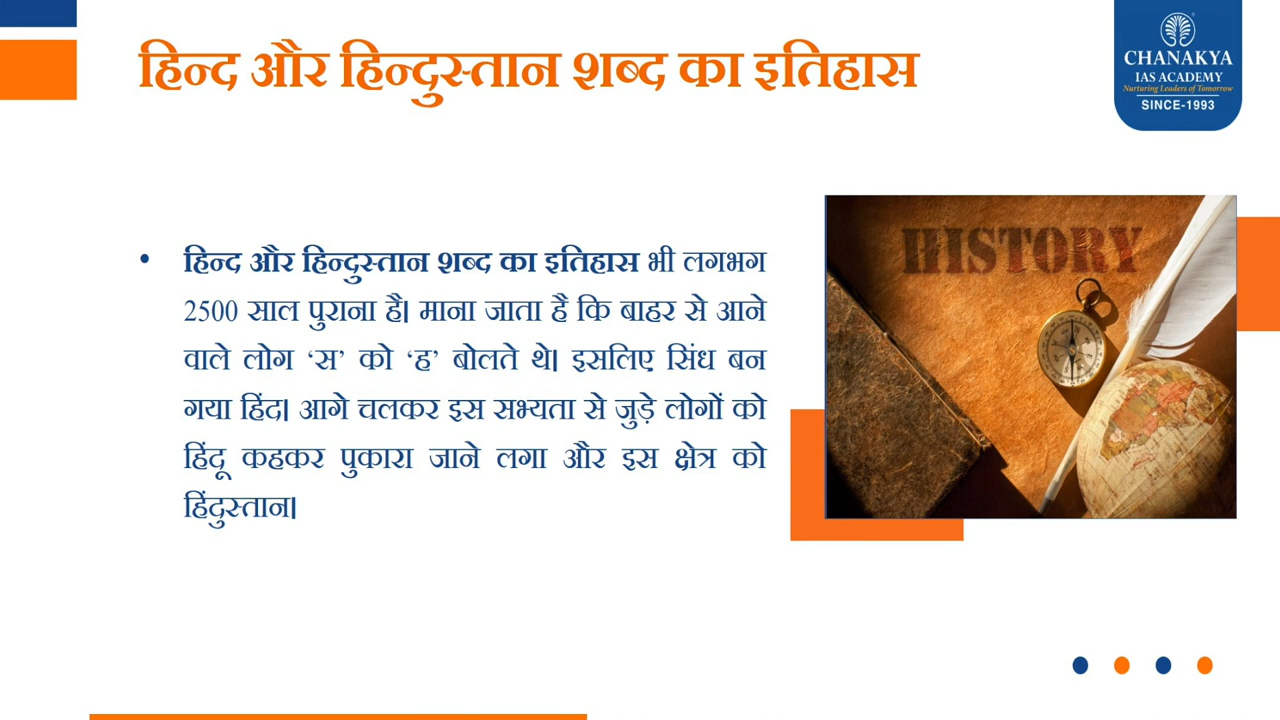 हिन्द और हिन्दुस्तान शब्द का इतिहास
CHANAKYA
IAS ACADEMY
Nurturing Leaders of Tomorrow
SINCE-1993
HISTORY
• हिन्द और हिन्दुस्तान शब्द का इतिहास भी लगभग
2500 साल पुराना है। माना जाता है कि बाहर से आने
वाले लोग ‘स’ को ‘ह’ बोलते थे। इसलिए सिंध बन
गया हिंद। आगे चलकर इस सभ्यता से जुड़े लोगों को
हिंदू कहकर पुकारा जाने लगा और इस क्षेत्र को
हिंदुस्तान।